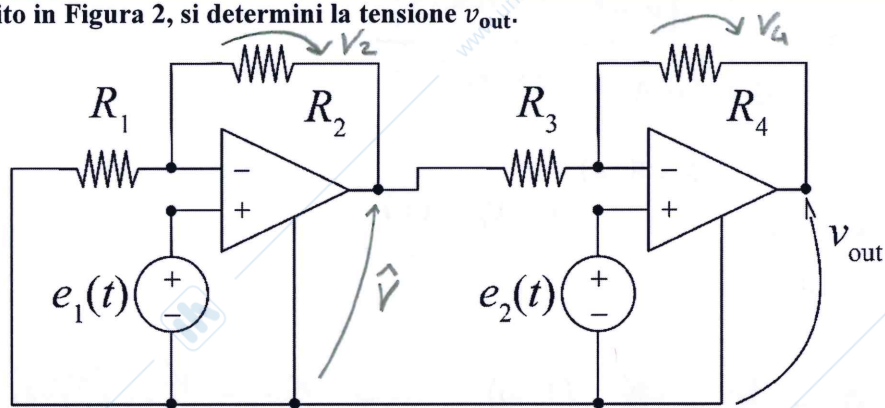 ito in Figura 2, si determini la tensione v_out.
V2
V4
R1
R2
R3
R4
−
+
−
+
e1(t)
+
−
V̂
e2(t)
+
−
v_out